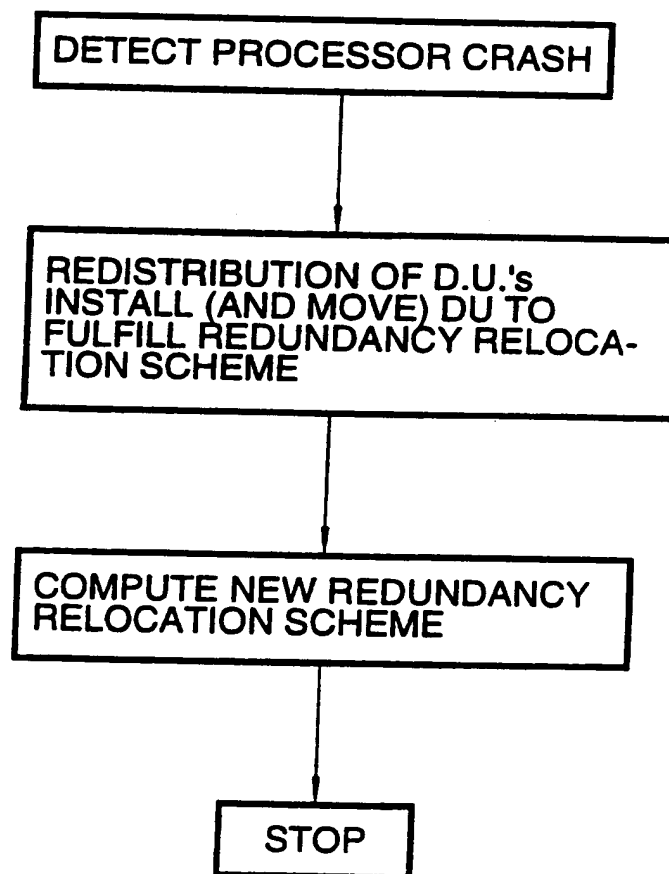 DETECT PROCESSOR CRASH
REDISTRIBUTION OF D.U.'s
INSTALL (AND MOVE) DU TO
FULFILL REDUNDANCY RELOCA-
TION SCHEME
COMPUTE NEW REDUNDANCY
RELOCATION SCHEME
STOP